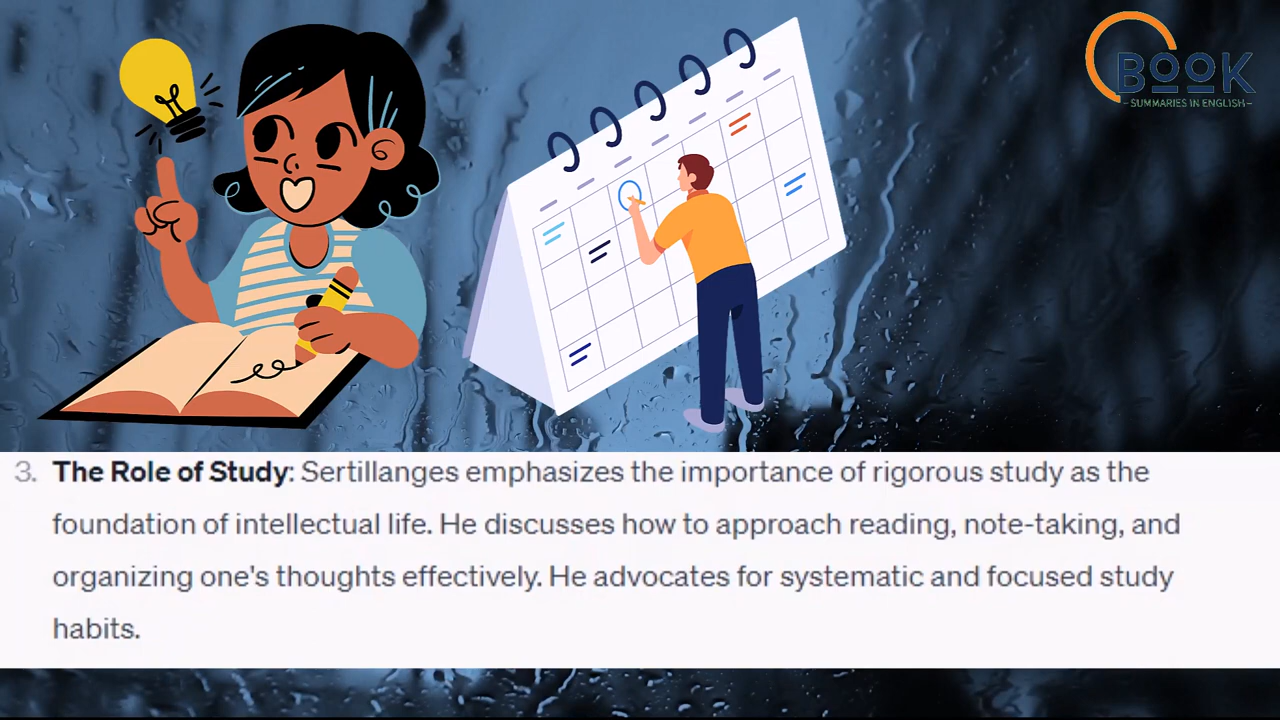 BOOK
-SUMMARIES IN ENGLISH-
3. The Role of Study: Sertillanges emphasizes the importance of rigorous study as the
foundation of intellectual life. He discusses how to approach reading, note-taking, and
organizing one's thoughts effectively. He advocates for systematic and focused study
habits.